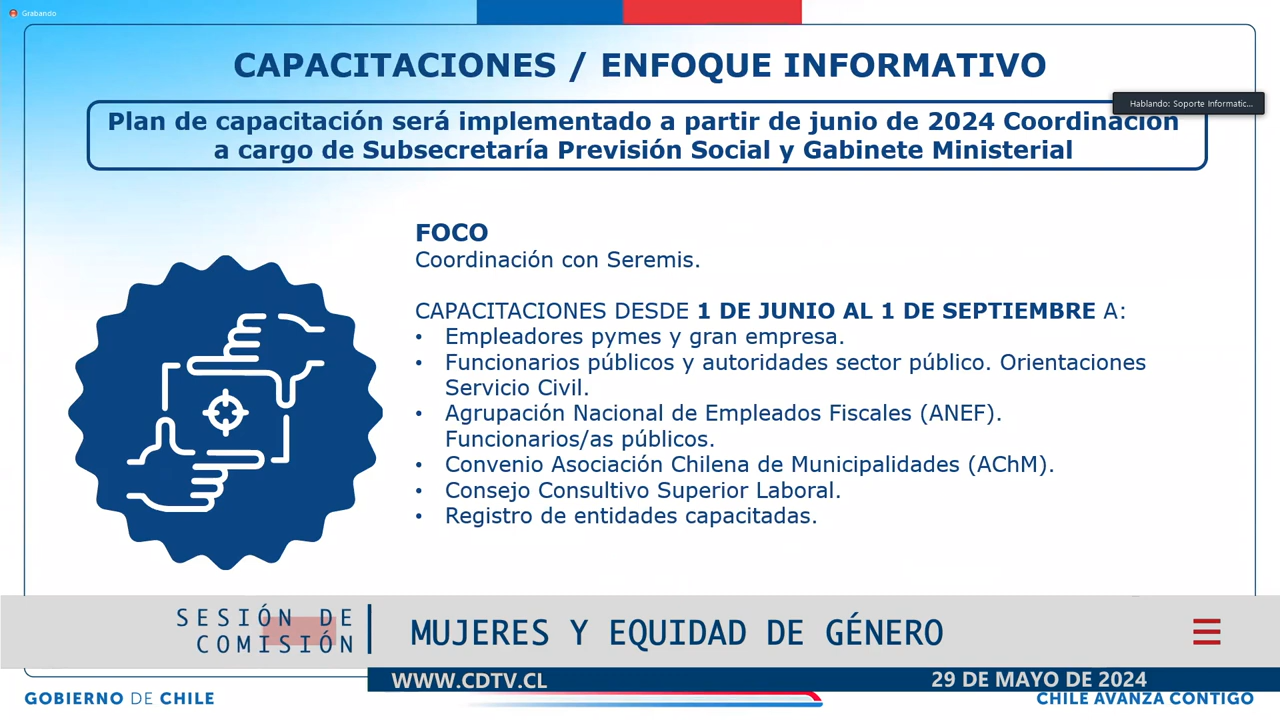 Grabando
CAPACITACIONES / ENFOQUE INFORMATIVO
Hablando: Soporte Informatic...
Plan de capacitación será implementado a partir de junio de 2024 Coordinación
a cargo de Subsecretaría Previsión Social y Gabinete Ministerial
FOCO
Coordinación con Seremis.
CAPACITACIONES DESDE 1 DE JUNIO AL 1 DE SEPTIEMBRE A:
• Empleadores pymes y gran empresa.
• Funcionarios públicos y autoridades sector público. Orientaciones
Servicio Civil.
• Agrupación Nacional de Empleados Fiscales (ANEF).
Funcionarios/as públicos.
• Convenio Asociación Chilena de Municipalidades (AChM).
• Consejo Consultivo Superior Laboral.
• Registro de entidades capacitadas.
SESIÓN DE
COMISIÓN
MUJERES Y EQUIDAD DE GÉNERO
WWW.CDTV.CL
29 DE MAYO DE 2024
GOBIERNO DE CHILE
CHILE AVANZA CONTIGO